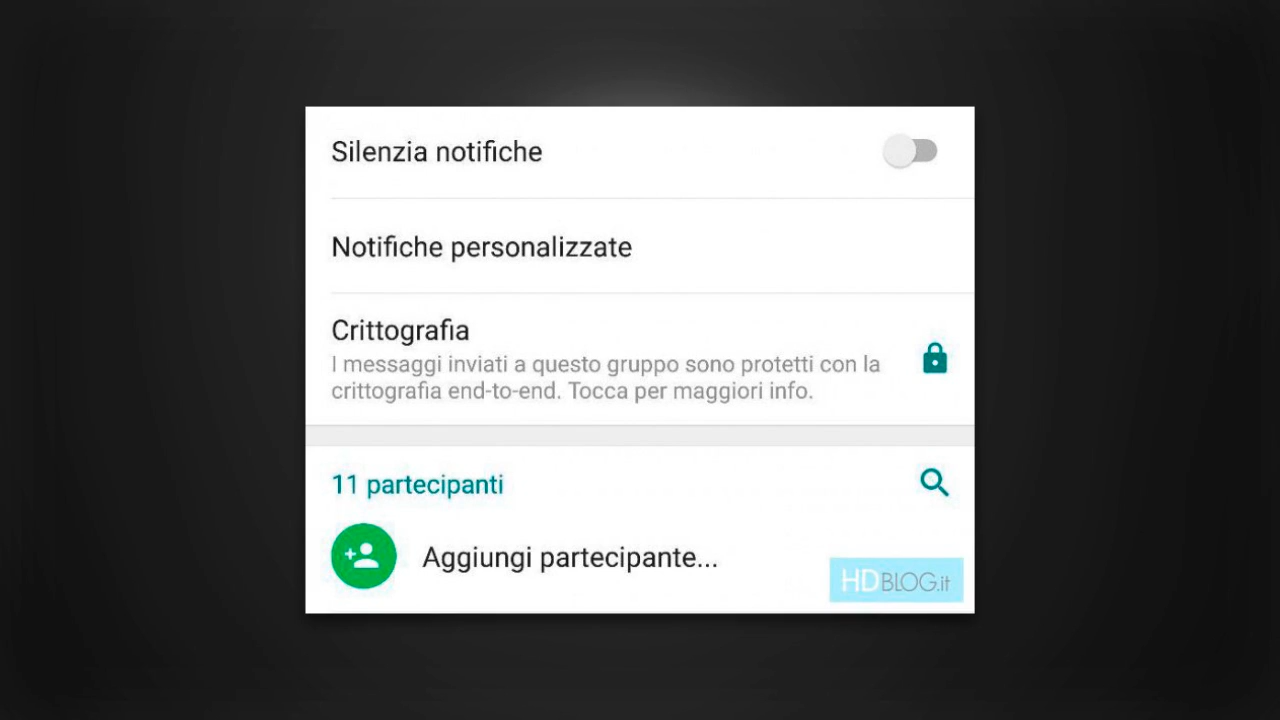 Silenzia notifiche
Notifiche personalizzate
Crittografia
I messaggi inviati a questo gruppo sono protetti con la
crittografia end-to-end. Tocca per maggiori info.
11 partecipanti
Aggiungi partecipante...
HDBLOG.it